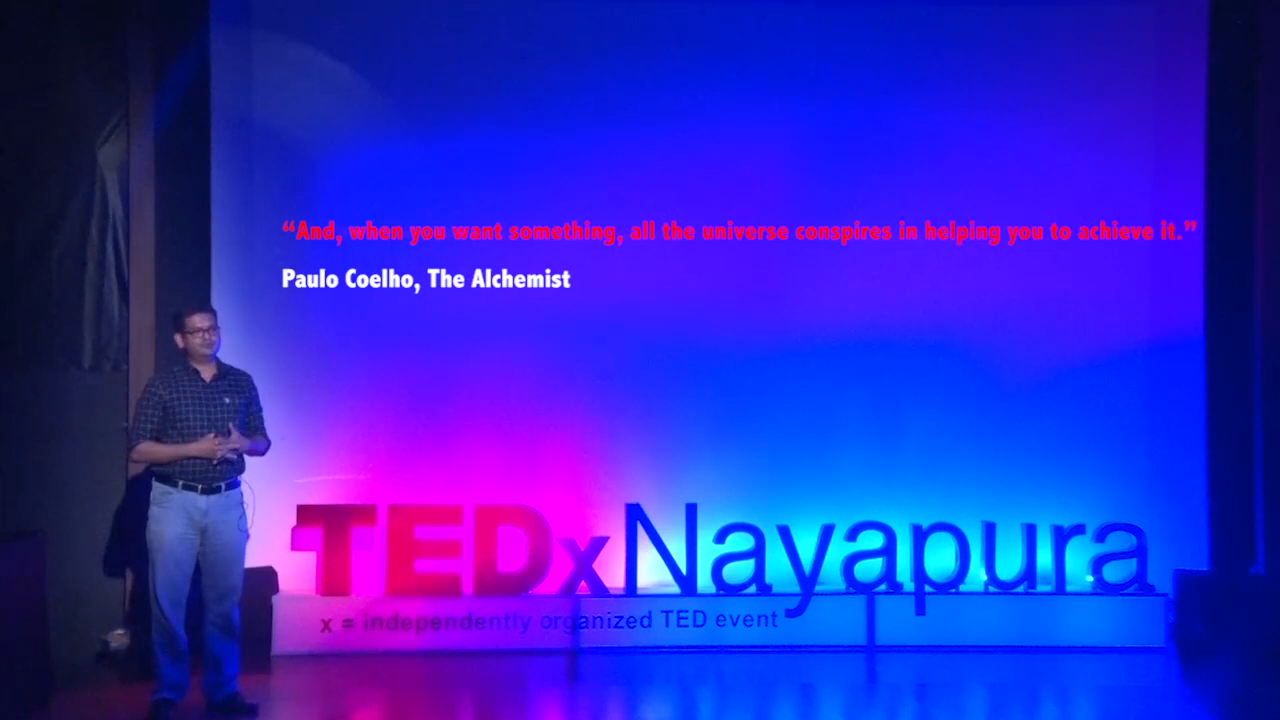 “And, when you want something, all the universe conspires in helping you to achieve it.”
Paulo Coelho, The Alchemist
TEDxNayapura
x = independently organized TED event